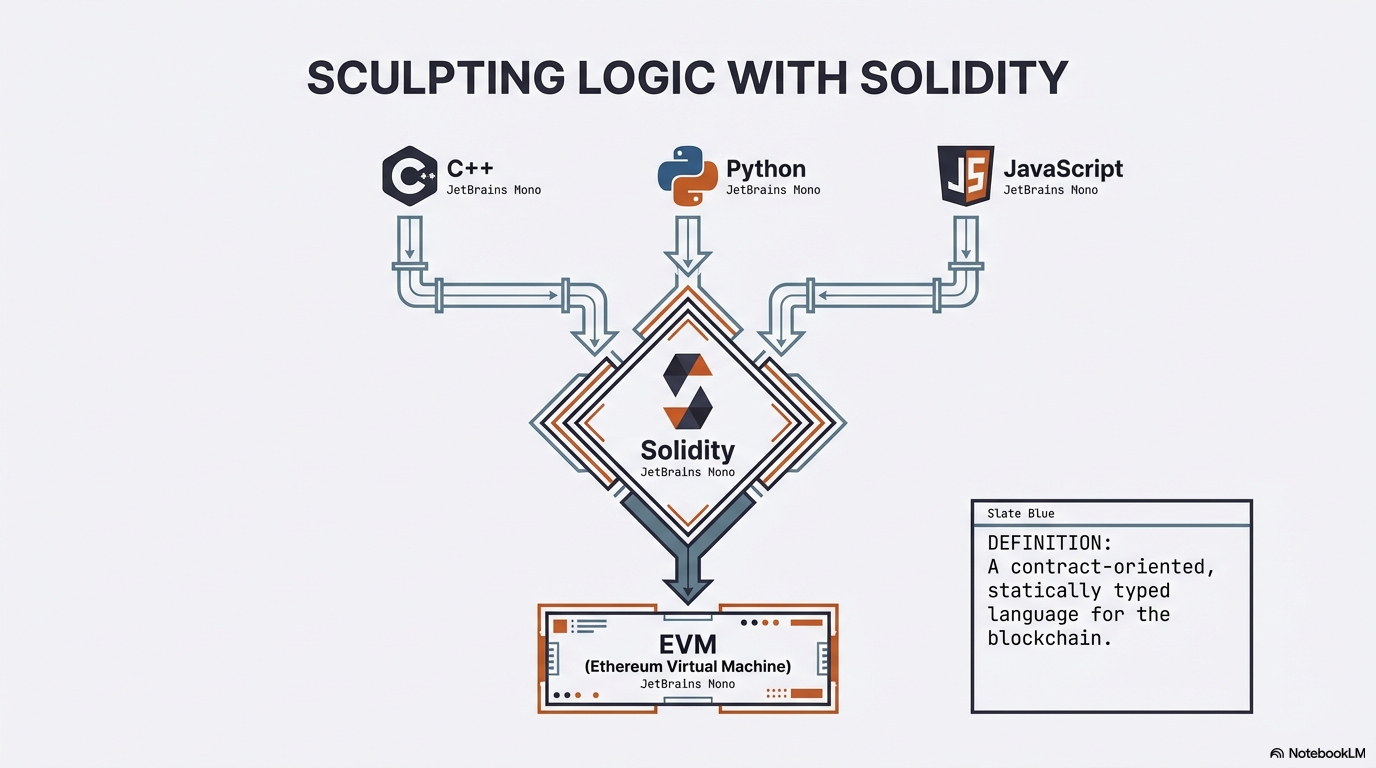 SCULPTING LOGIC WITH SOLIDITY
C++
JetBrains Mono
Python
JetBrains Mono
JS
JavaScript
JetBrains Mono
Solidity
JetBrains Mono
EVM
(Ethereum Virtual Machine)
JetBrains Mono
Slate Blue
DEFINITION:
A contract-oriented,
statically typed
language for the
blockchain.
NotebookLM